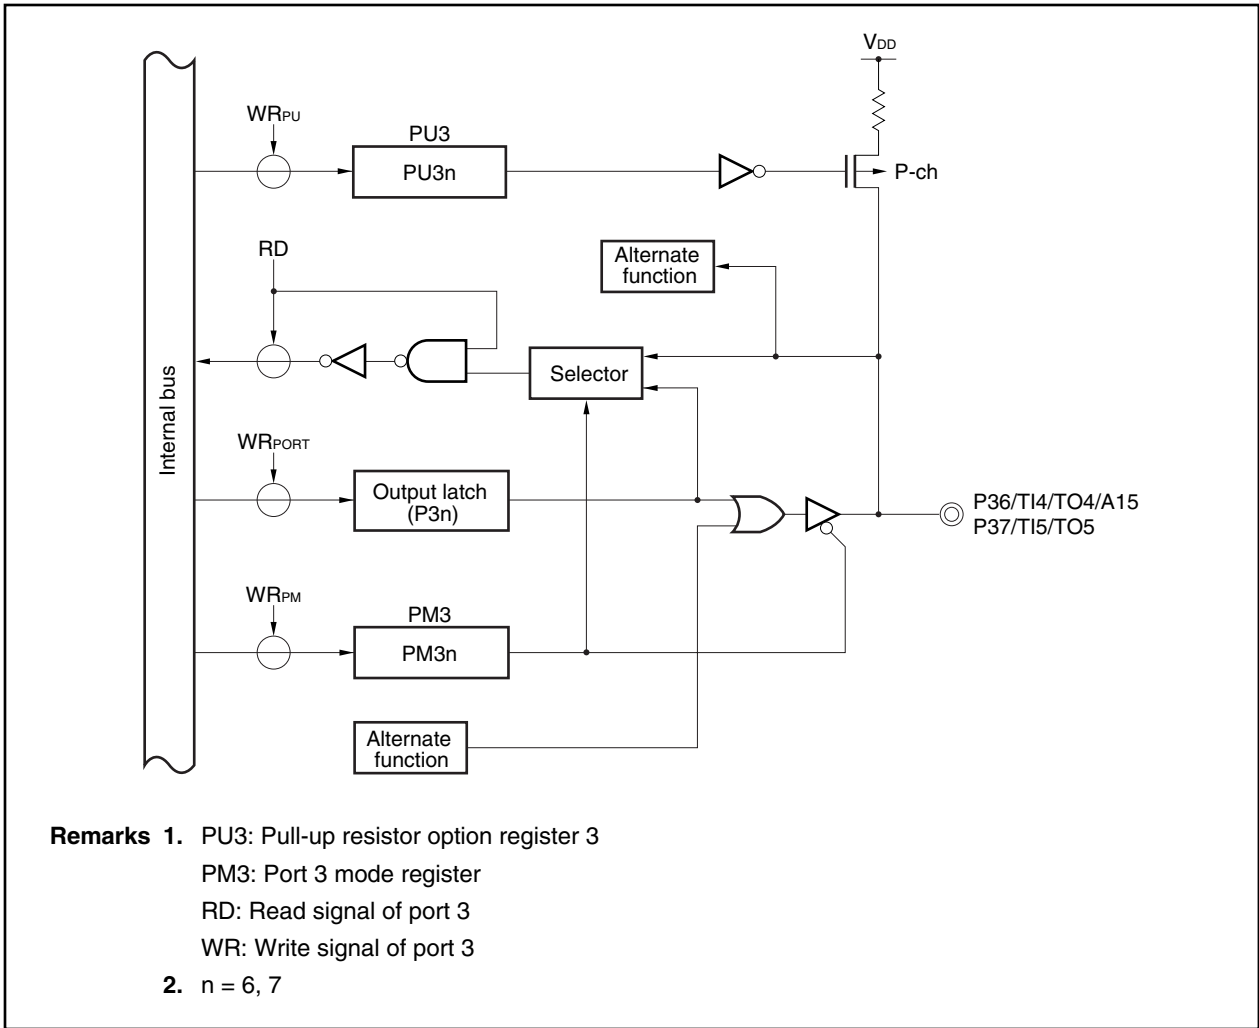 VDD
WRPU
PU3
PU3n
P-ch
RD
Alternate
function
Selector
Internal bus
WRPORT
Output latch
(P3n)
P36/TI4/TO4/A15
P37/TI5/TO5
WRPM
PM3
PM3n
Alternate
function
Remarks 1. PU3: Pull-up resistor option register 3
PM3: Port 3 mode register
RD: Read signal of port 3
WR: Write signal of port 3
2. n = 6, 7